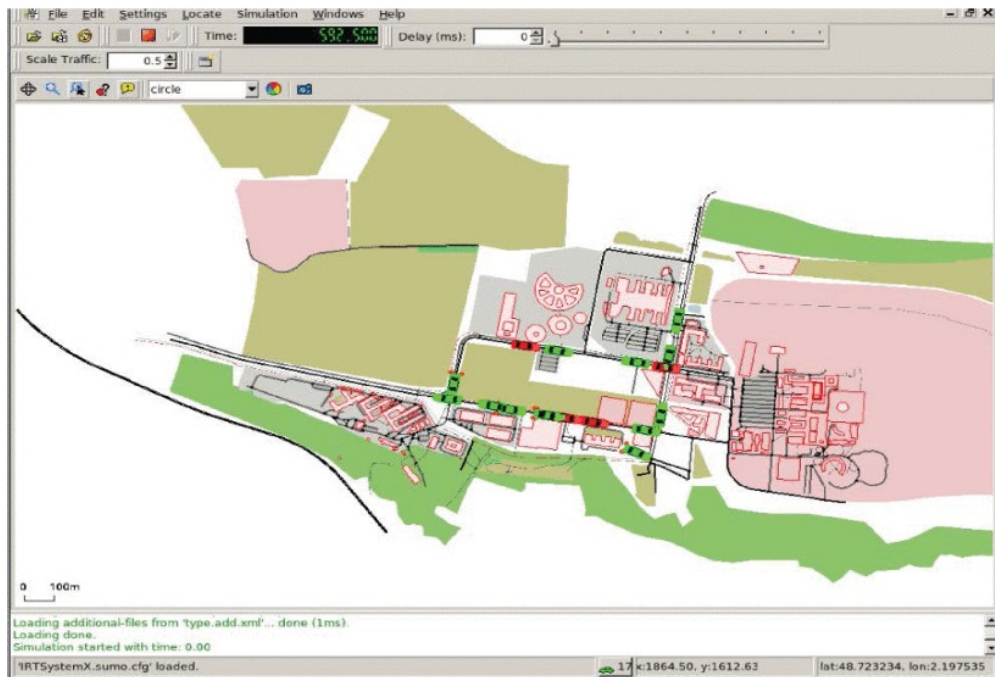 File Edit Settings Locate Simulation Windows Help
Time: 592.500 Delay (ms): 0
Scale Traffic: 0.5
circle
0 100m
Loading additional-files from 'type.add.xml'... done (1ms).
Loading done.
Simulation started with time: 0.00
'IRTSystemX.sumo.cfg' loaded. 17 x:1864.50, y:1612.63 lat:48.723234, lon:2.197535